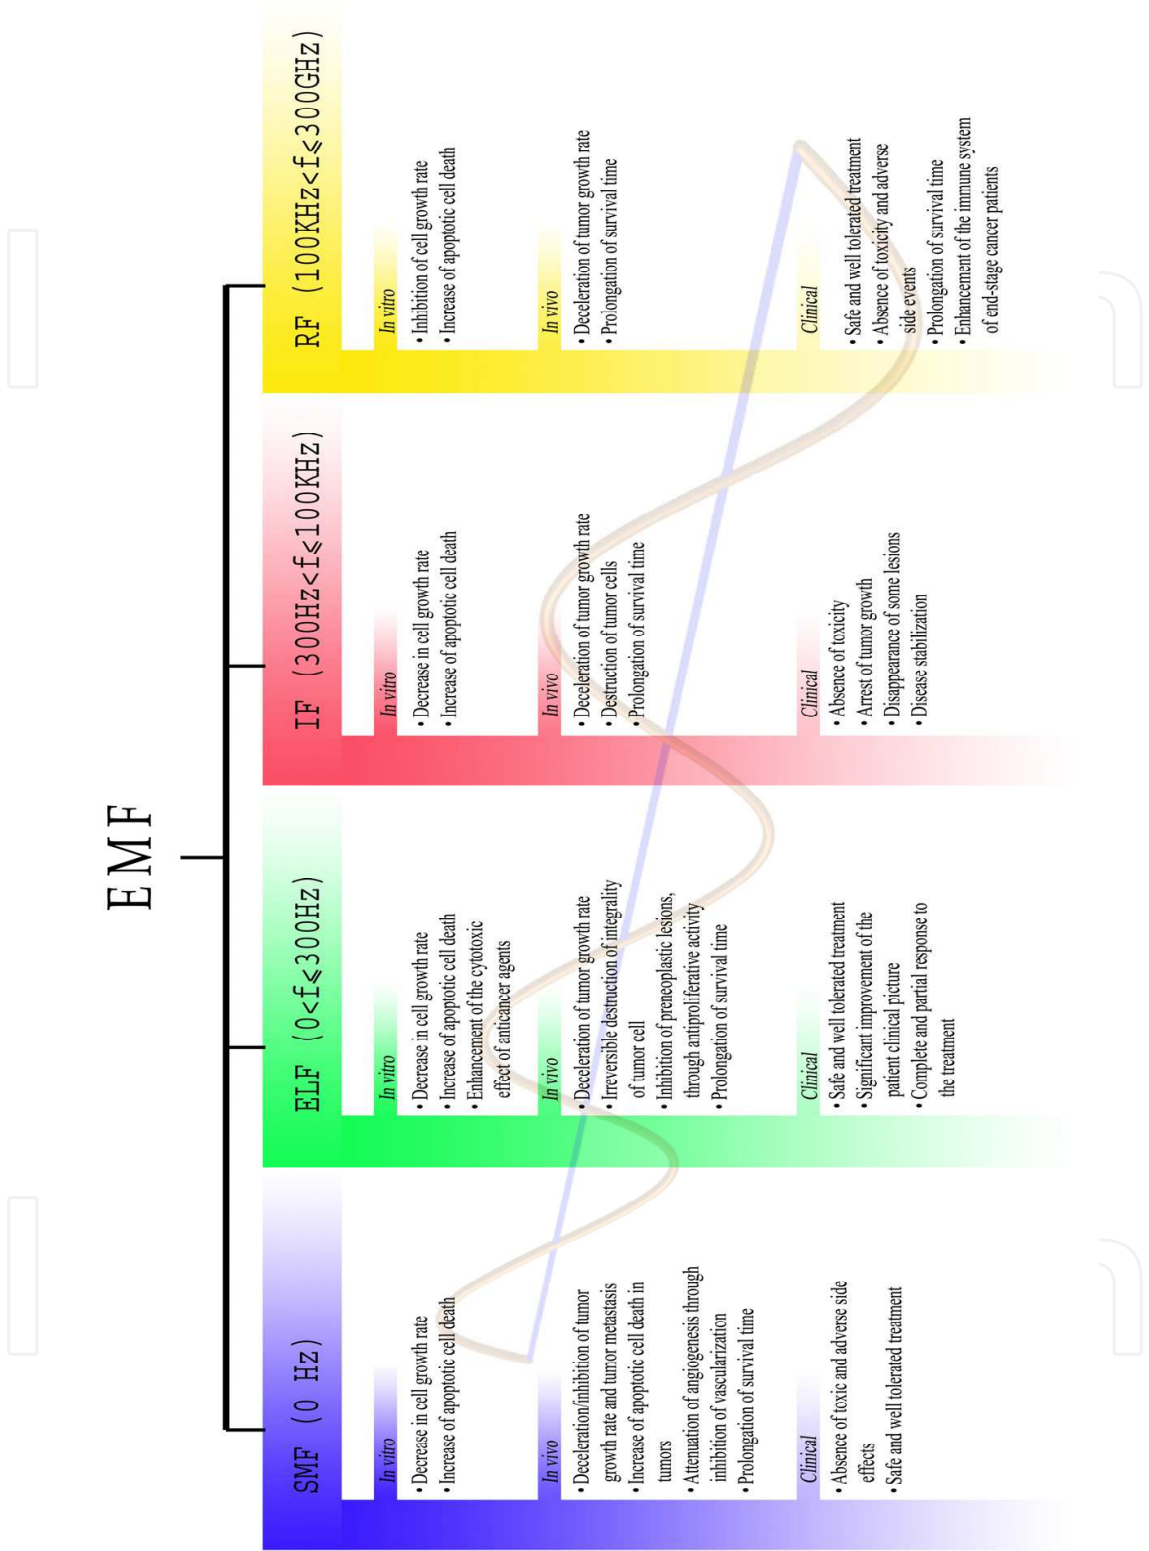 EMF
SMF (0 Hz)
In vitro
• Decrease in cell growth rate
• Increase of apoptotic cell death
In vivo
• Deceleration/inhibition of tumor
growth rate and tumor metastasis
• Increase of apoptotic cell death in
tumors
• Attenuation of angiogenesis through
inhibition of vascularization
• Prolongation of survival time
Clinical
• Absence of toxic and adverse side
effects
• Safe and well tolerated treatment
ELF (0<f⩽300Hz)
In vitro
• Decrease in cell growth rate
• Increase of apoptotic cell death
• Enhancement of the cytotoxic
effect of anticancer agents
In vivo
• Deceleration of tumor growth rate
• Irreversible destruction of integrality
of tumor cell
• Inhibition of preneoplastic lesions,
through antiproliferative activity
• Prolongation of survival time
Clinical
• Safe and well tolerated treatment
• Significant improvement of the
patient clinical picture
• Complete and partial response to
the treatment
IF (300Hz<f⩽100KHz)
In vitro
• Decrease in cell growth rate
• Increase of apoptotic cell death
In vivo
• Deceleration of tumor growth rate
• Destruction of tumor cells
• Prolongation of survival time
Clinical
• Absence of toxicity
• Arrest of tumor growth
• Disappearance of some lesions
• Disease stabilization
RF (100KHz<f⩽300GHz)
In vitro
• Inhibition of cell growth rate
• Increase of apoptotic cell death
In vivo
• Deceleration of tumor growth rate
• Prolongation of survival time
Clinical
• Safe and well tolerated treatment
• Absence of toxicity and adverse
side events
• Prolongation of survival time
• Enhancement of the immune system
of end-stage cancer patients